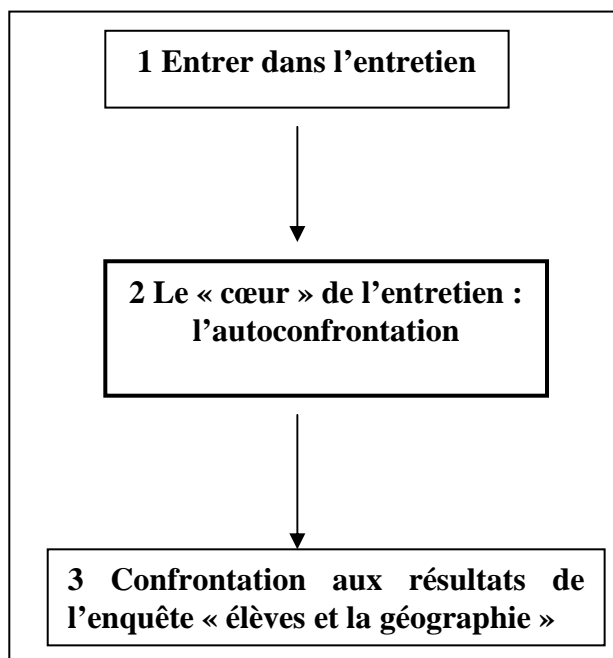 1 Entrer dans l’entretien
2 Le « cœur » de l’entretien :
l’autoconfrontation
3 Confrontation aux résultats de
l’enquête « élèves et la géographie »